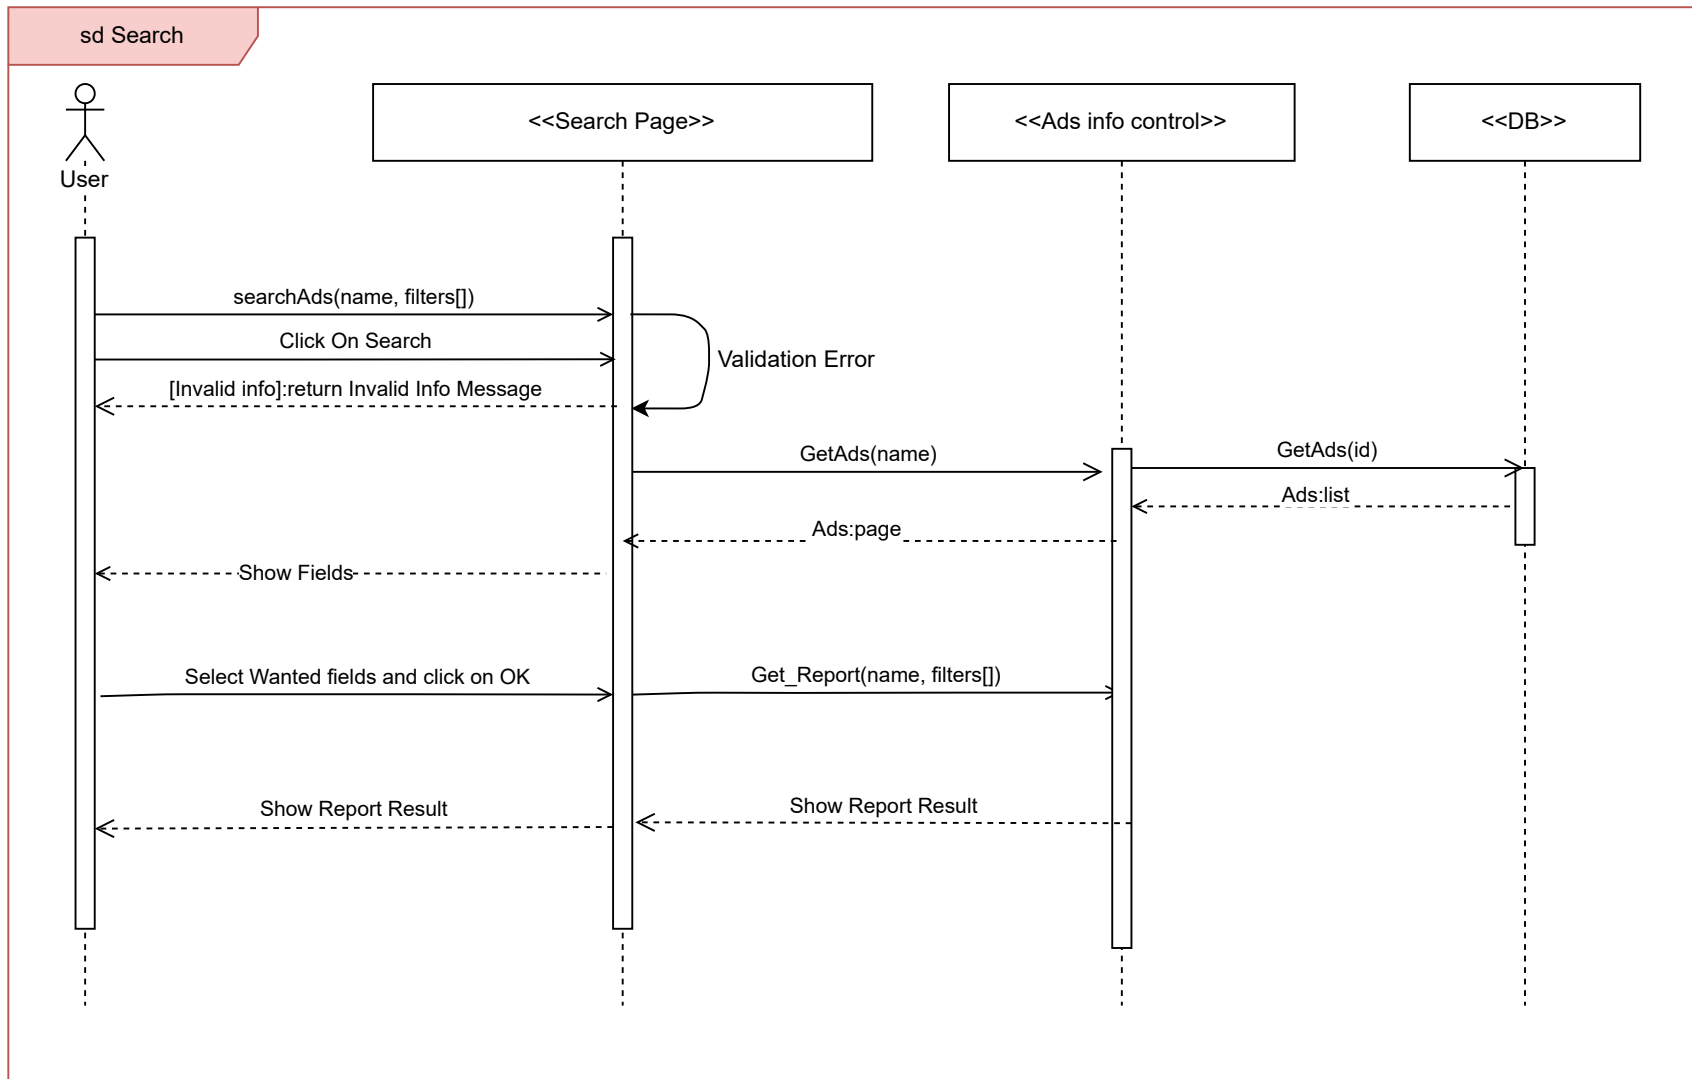 sd Search
User
<<Search Page>>
<<Ads info control>>
<<DB>>
searchAds(name, filters[])
Click On Search
Validation Error
[Invalid info]:return Invalid Info Message
GetAds(name)
GetAds(id)
Ads:list
Ads:page
Show Fields
Select Wanted fields and click on OK
Get_Report(name, filters[])
Show Report Result
Show Report Result